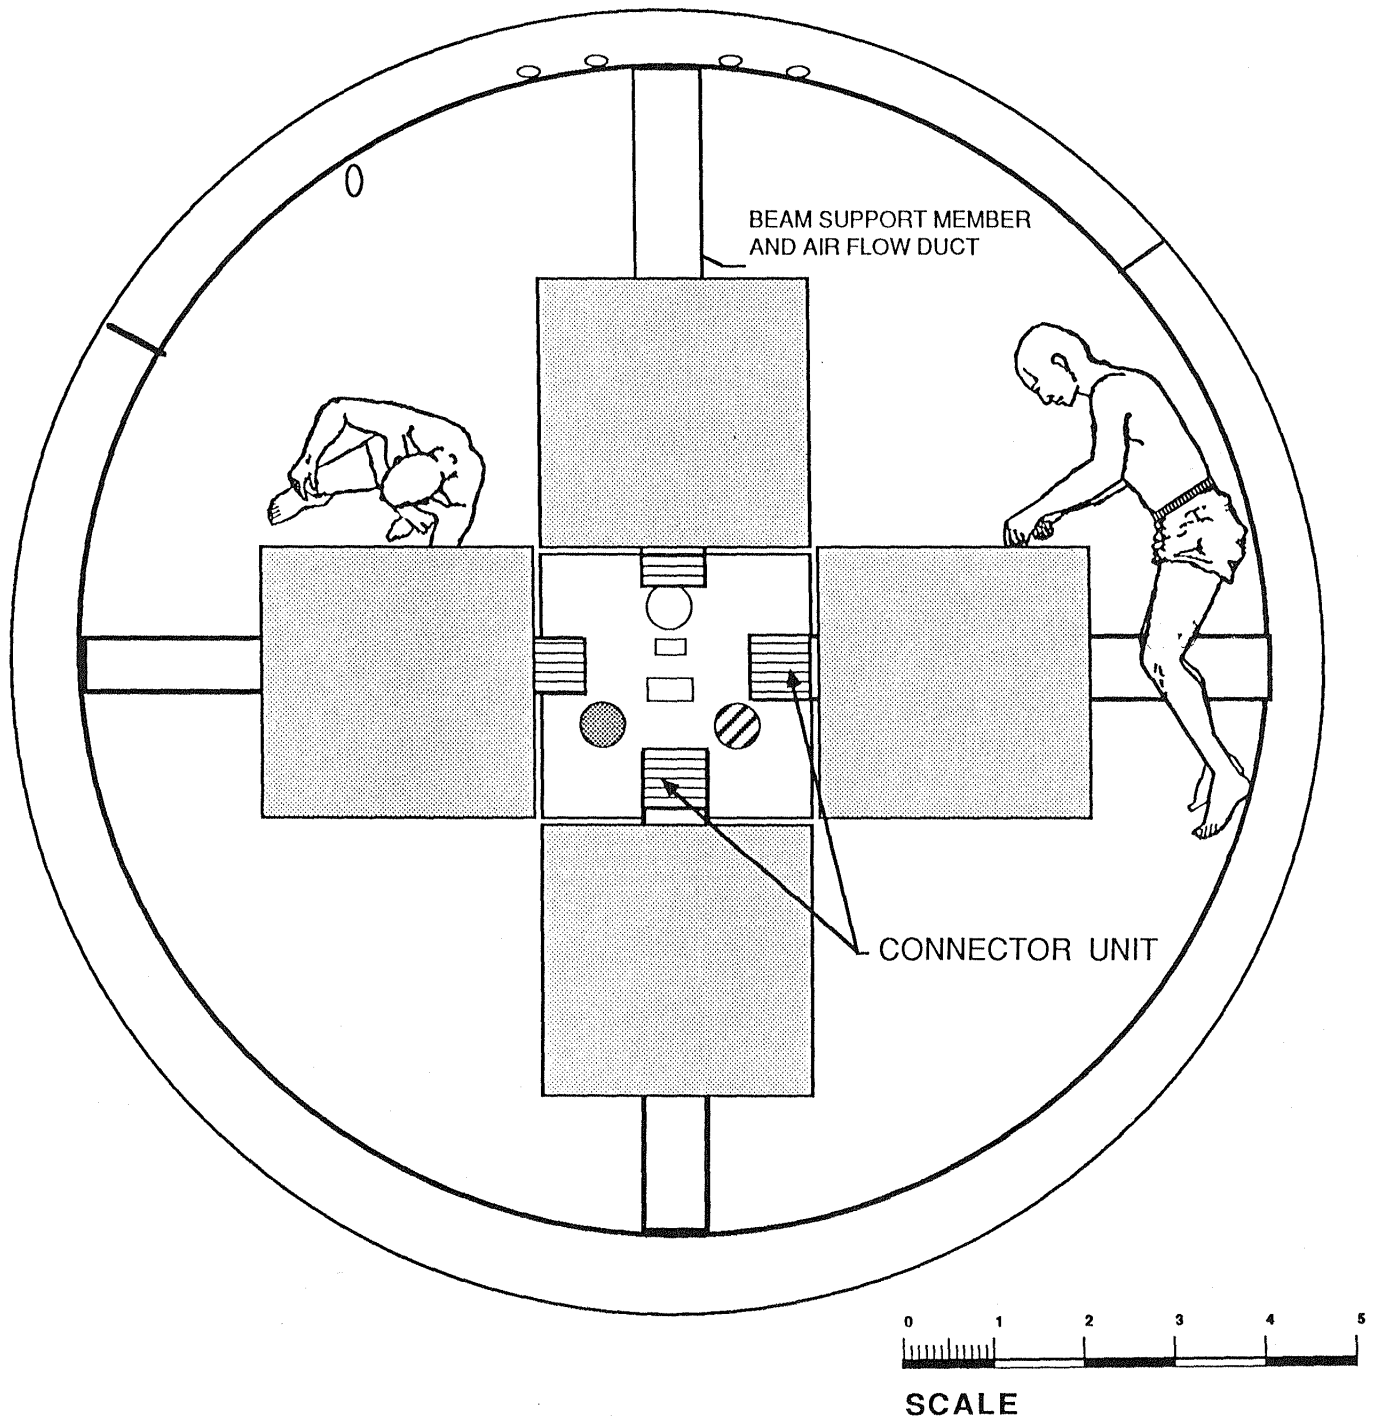 BEAM SUPPORT MEMBER
AND AIR FLOW DUCT
CONNECTOR UNIT
0 1 2 3 4 5
SCALE